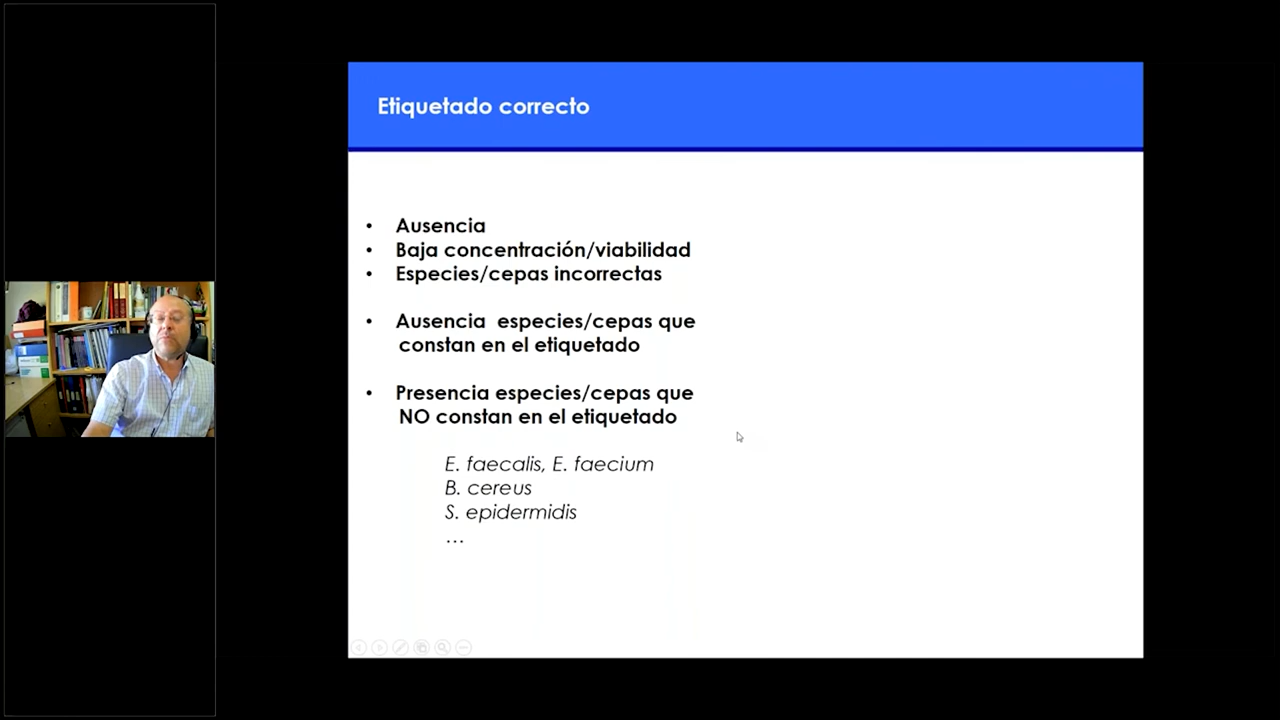 Etiquetado correcto
• Ausencia
• Baja concentración/viabilidad
• Especies/cepas incorrectas
• Ausencia especies/cepas que
constan en el etiquetado
• Presencia especies/cepas que
NO constan en el etiquetado
E. faecalis, E. faecium
B. cereus
S. epidermidis
…